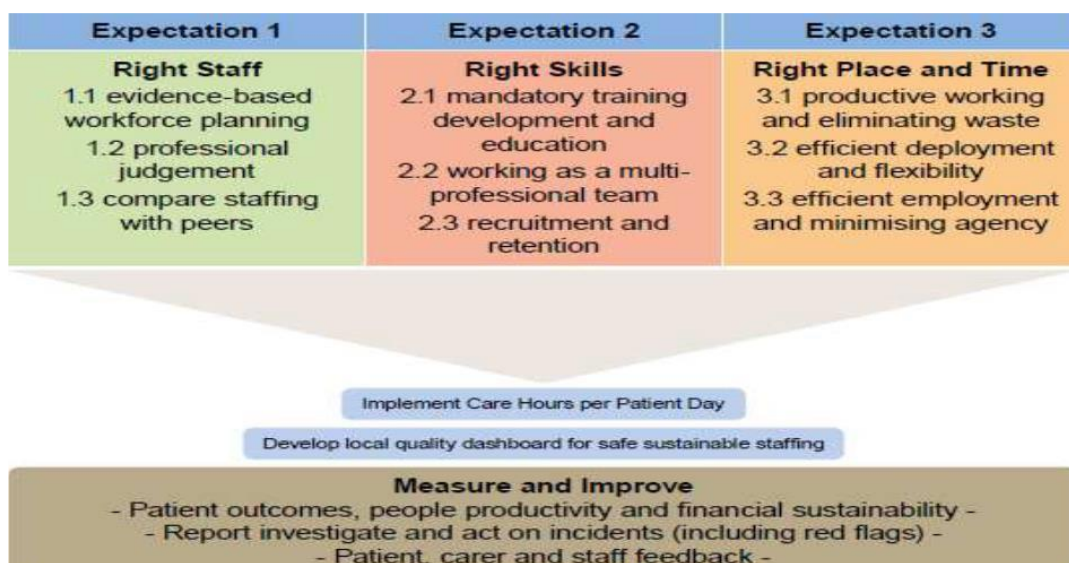 Expectation 1
Expectation 2
Expectation 3
Right Staff
1.1 evidence-based
workforce planning
1.2 professional
judgement
1.3 compare staffing
with peers
Right Skills
2.1 mandatory training
development and
education
2.2 working as a multi-
professional team
2.3 recruitment and
retention
Right Place and Time
3.1 productive working
and eliminating waste
3.2 efficient deployment
and flexibility
3.3 efficient employment
and minimising agency
Implement Care Hours per Patient Day
Develop local quality dashboard for safe sustainable staffing
Measure and Improve
- Patient outcomes, people productivity and financial sustainability -
- Report investigate and act on incidents (including red flags) -
- Patient, carer and staff feedback -